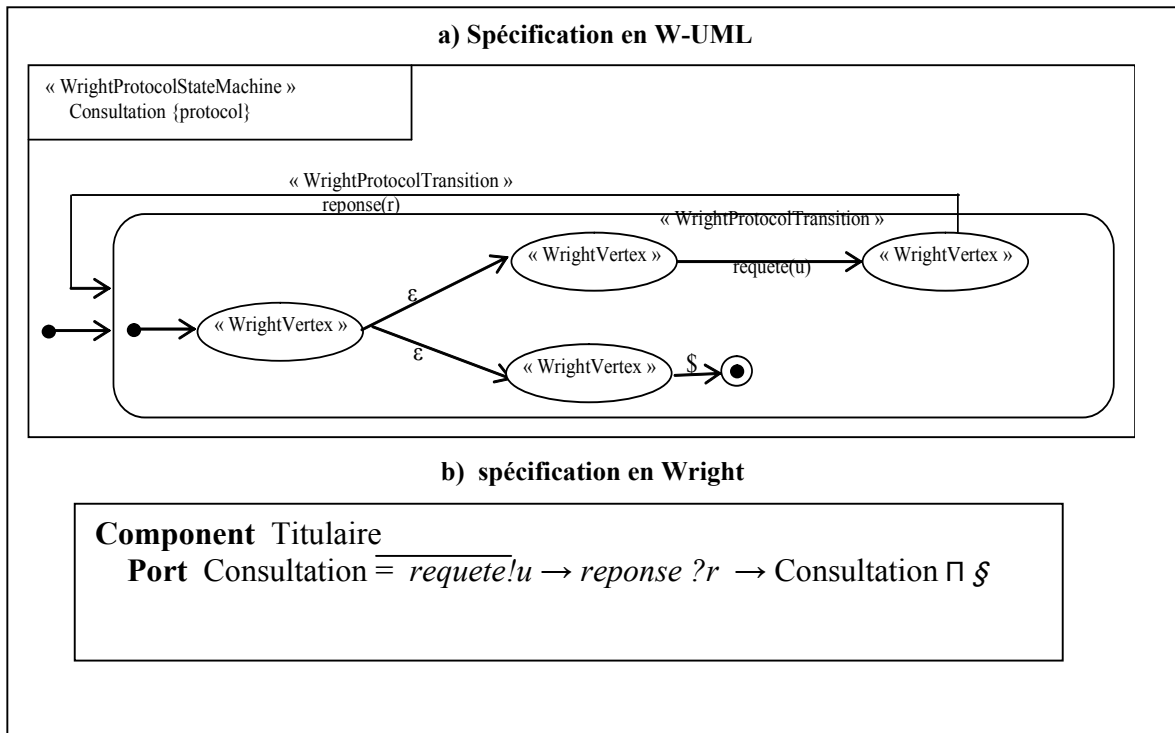 a) Spécification en W-UML
« WrightProtocolStateMachine »
Consultation {protocol}
« WrightProtocolTransition »
reponse(r)
« WrightProtocolTransition »
« WrightVertex »
« WrightVertex »
requete(u)
ε
« WrightVertex »
ε
« WrightVertex »
$
b) spécification en Wright
Component Titulaire
Port Consultation = requete!u → reponse ?r → Consultation Π §